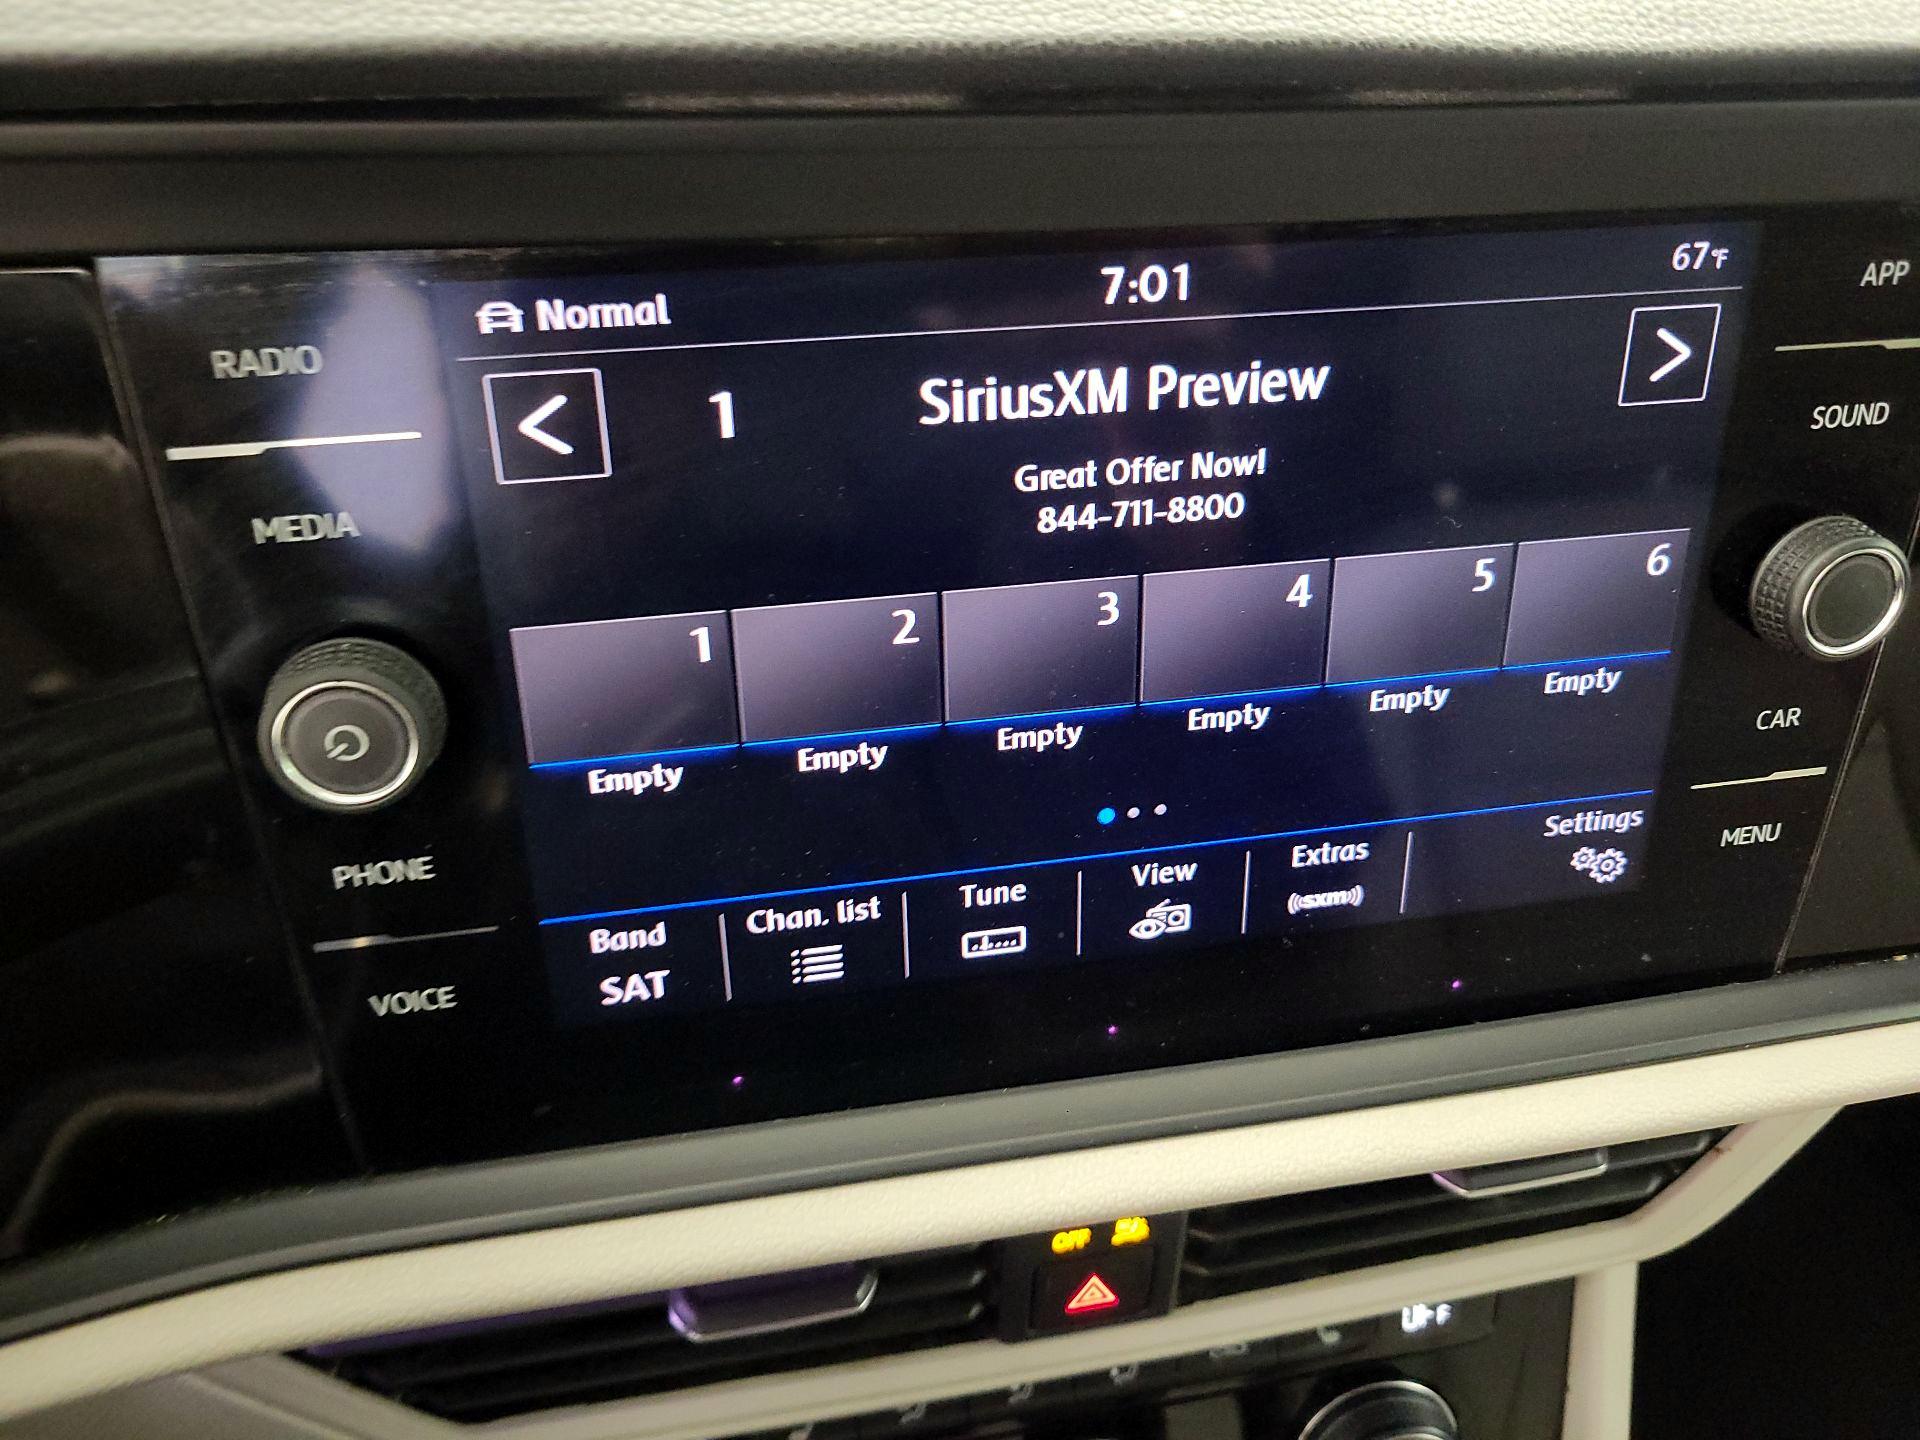 Normal
7:01
67°F
APP
RADIO
<
1
SiriusXM Preview
>
SOUND
Great Offer Now!
844-711-8800
MEDIA
1
2
3
4
5
6
Empty
Empty
Empty
Empty
Empty
Empty
CAR
MENU
PHONE
VOICE
Band
SAT
Chan. list
Tune
View
Extras
((sxm))
Settings
OFF
OFF